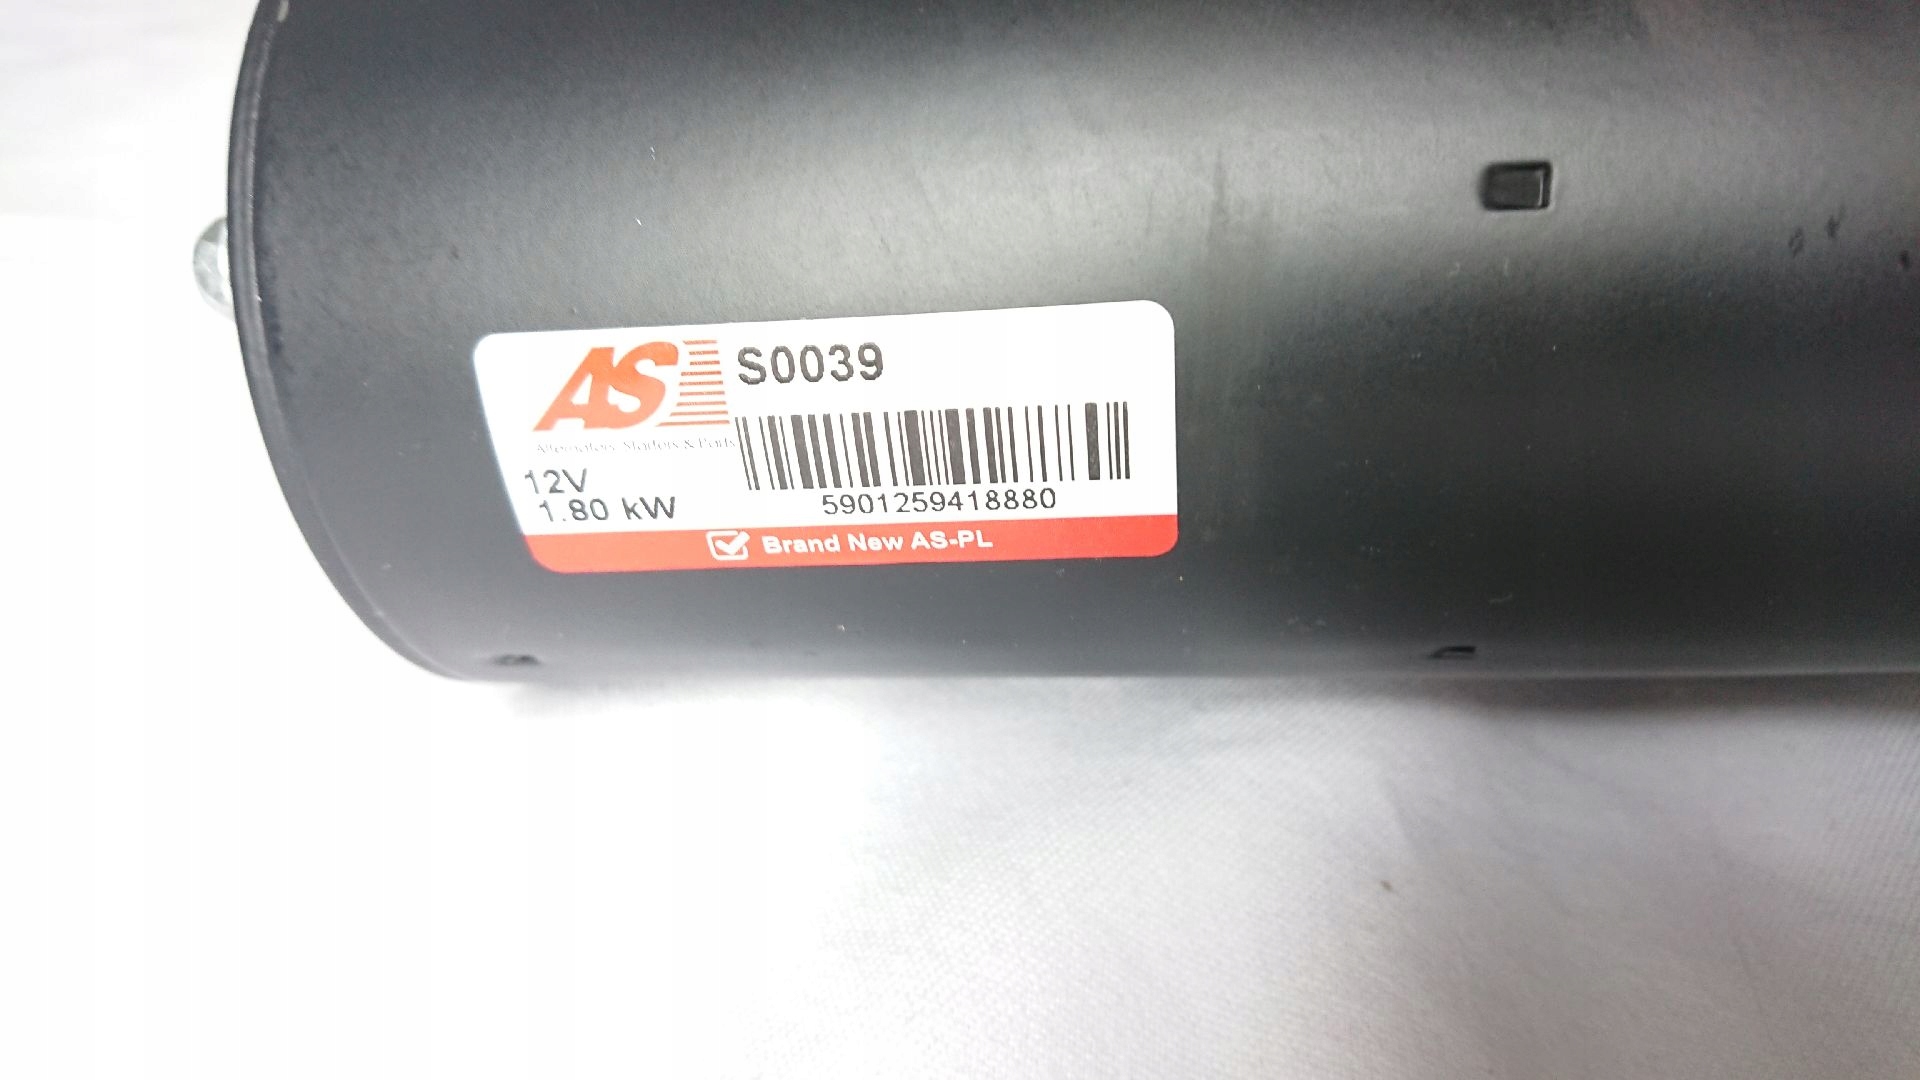 AS
S0039
Alternators, Starters & Parts
12V
1.80 kW
5901259418880
Brand New AS-PL